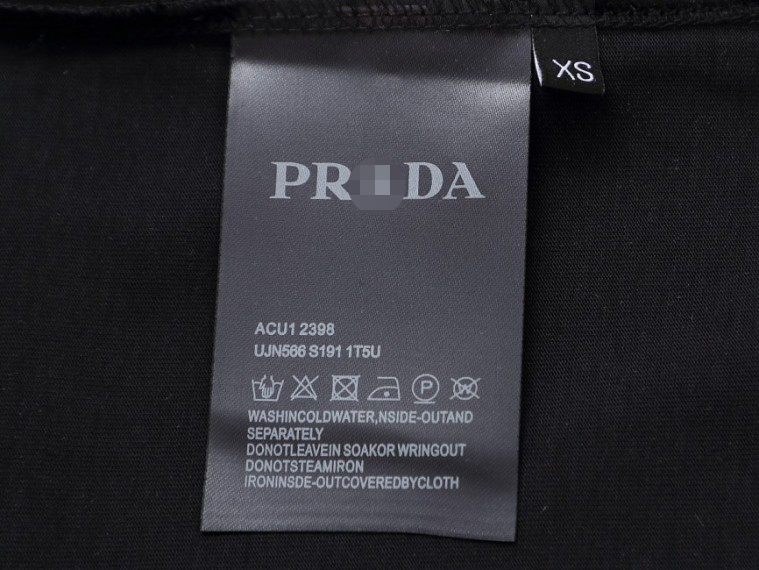 XS
PR DA
ACU1 2398
UJN566 S191 1T5U
P
W
WASHINCOLDWATER,NSIDE-OUTAND
SEPARATELY
DONOTLEAVEIN SOAKOR WRINGOUT
DONOTSTEAMIRON
IRONINSDE-OUTCOVEREDBYCLOTH